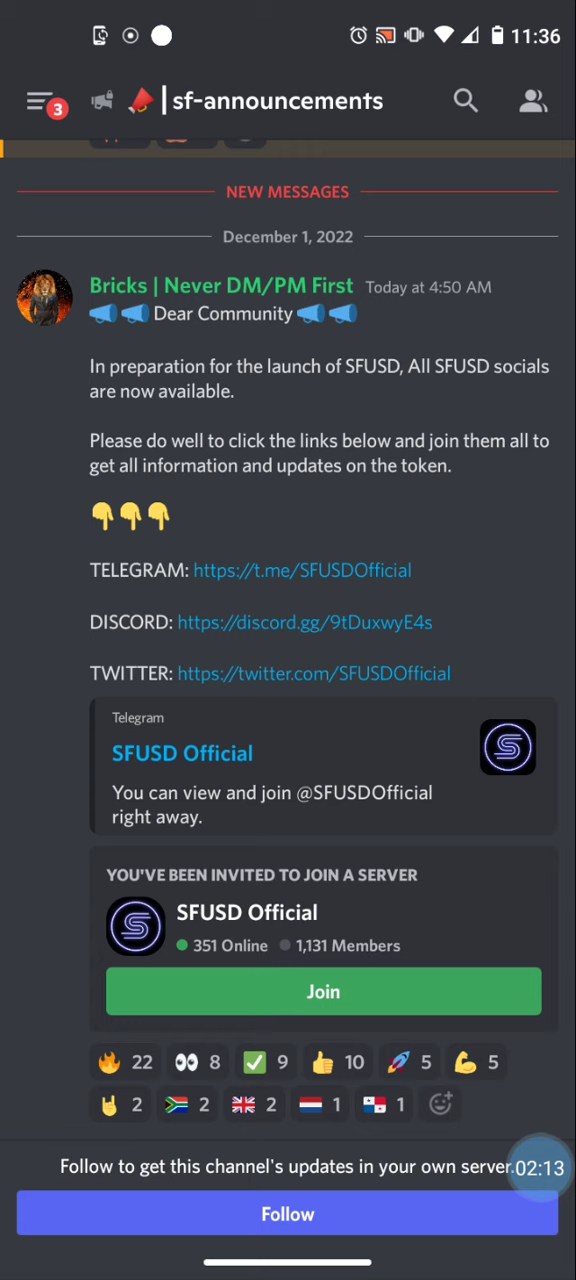 11:36
3
sf-announcements
NEW MESSAGES
December 1, 2022
Bricks | Never DM/PM First Today at 4:50 AM
Dear Community
In preparation for the launch of SFUSD, All SFUSD socials
are now available.
Please do well to click the links below and join them all to
get all information and updates on the token.
TELEGRAM: https://t.me/SFUSDOfficial
DISCORD: https://discord.gg/9tDuxwyE4s
TWITTER: https://twitter.com/SFUSDOfficial
Telegram
SFUSD Official
You can view and join @SFUSDOfficial
right away.
YOU'VE BEEN INVITED TO JOIN A SERVER
SFUSD Official
351 Online 1,131 Members
Join
22 8 9 10 5 5
2 2 2 1 1
Follow to get this channel's updates in your own server.
02:13
Follow